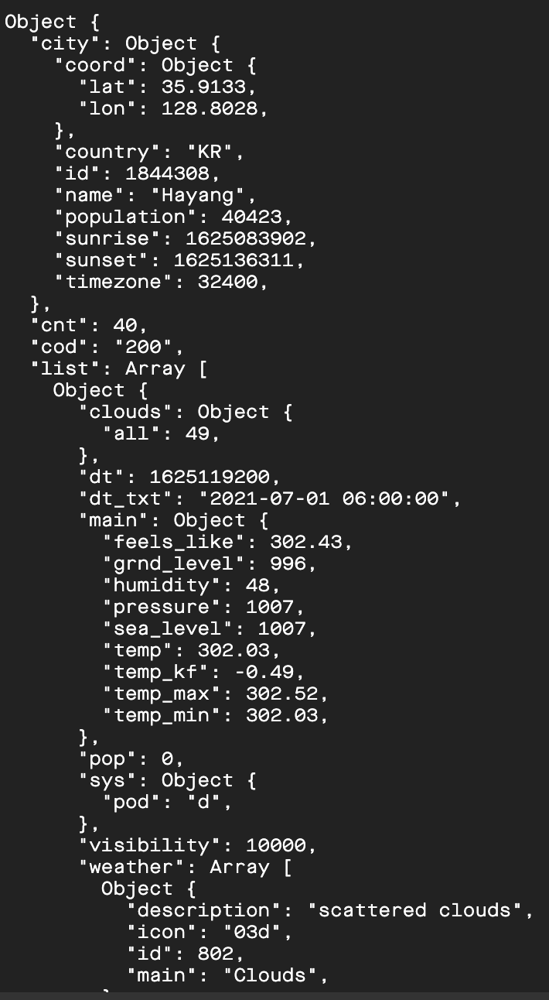 Object {
  "city": Object {
    "coord": Object {
      "lat": 35.9133,
      "lon": 128.8028,
    },
    "country": "KR",
    "id": 1844308,
    "name": "Hayang",
    "population": 40423,
    "sunrise": 1625083902,
    "sunset": 1625136311,
    "timezone": 32400,
  },
  "cnt": 40,
  "cod": "200",
  "list": Array [
    Object {
      "clouds": Object {
        "all": 49,
      },
      "dt": 1625119200,
      "dt_txt": "2021-07-01 06:00:00",
      "main": Object {
        "feels_like": 302.43,
        "grnd_level": 996,
        "humidity": 48,
        "pressure": 1007,
        "sea_level": 1007,
        "temp": 302.03,
        "temp_kf": -0.49,
        "temp_max": 302.52,
        "temp_min": 302.03,
      },
      "pop": 0,
      "sys": Object {
        "pod": "d",
      },
      "visibility": 10000,
      "weather": Array [
        Object {
          "description": "scattered clouds",
          "icon": "03d",
          "id": 802,
          "main": "Clouds",